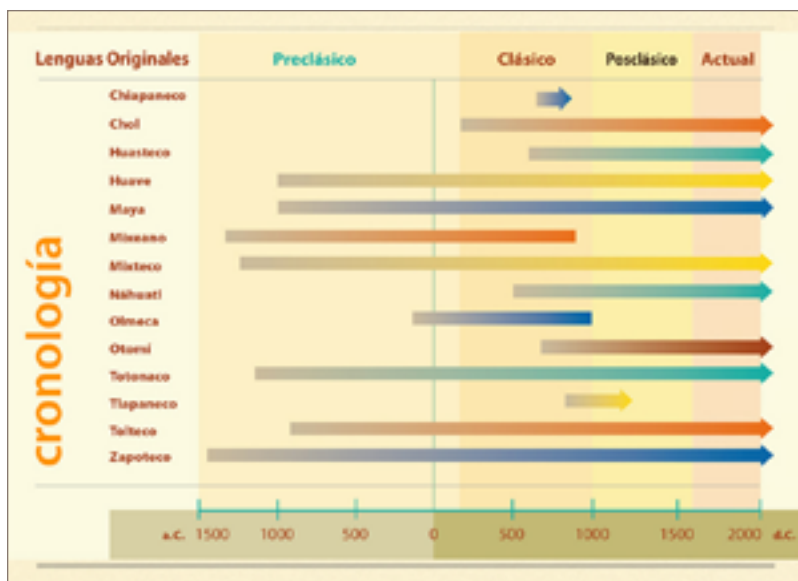 Lenguas Originales Preclásico Clásico Posclásico Actual
Chiapaneco
Chol
Huasteco
Huave
Maya
Mixeano
Mixteco
Náhuatl
Olmeca
Otomí
Totonaco
Tlapaneco
Tolteco
Zapoteco
cronología
a.c. 1500 1000 500 0 500 1000 1500 2000 d.c.